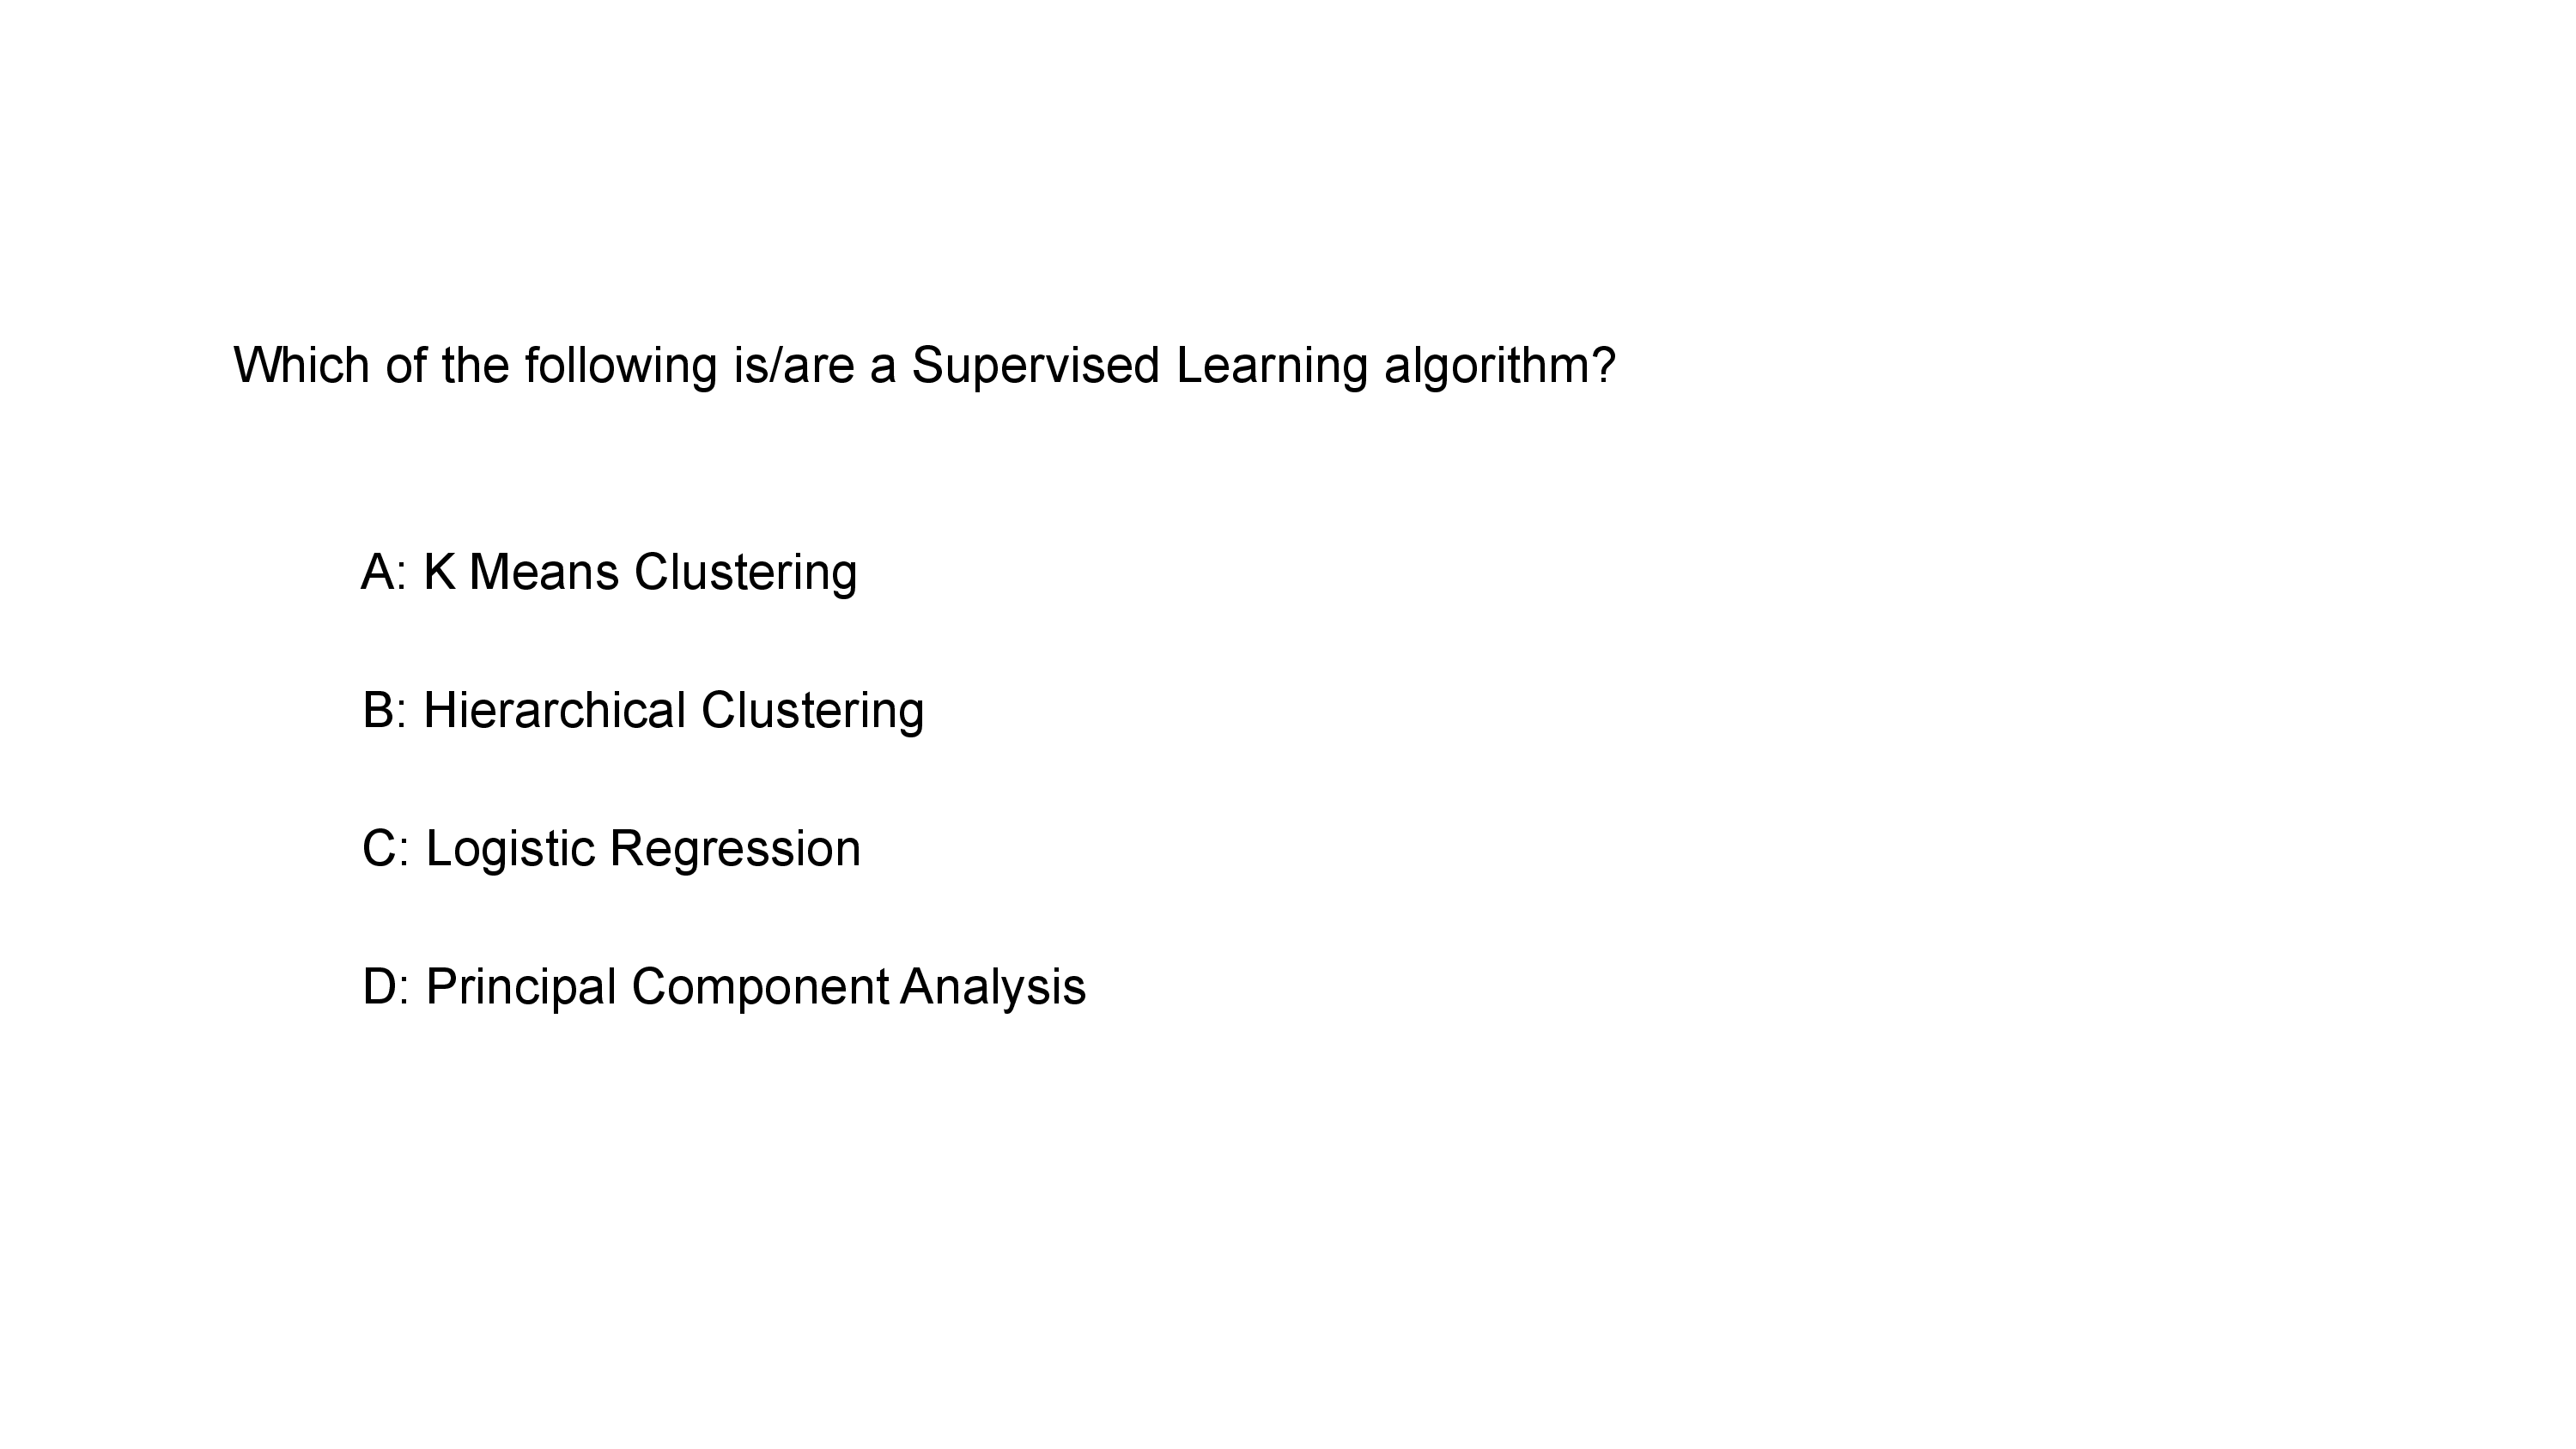 Which of the following is/are a Supervised Learning algorithm?
A: K Means Clustering
B: Hierarchical Clustering
C: Logistic Regression
D: Principal Component Analysis